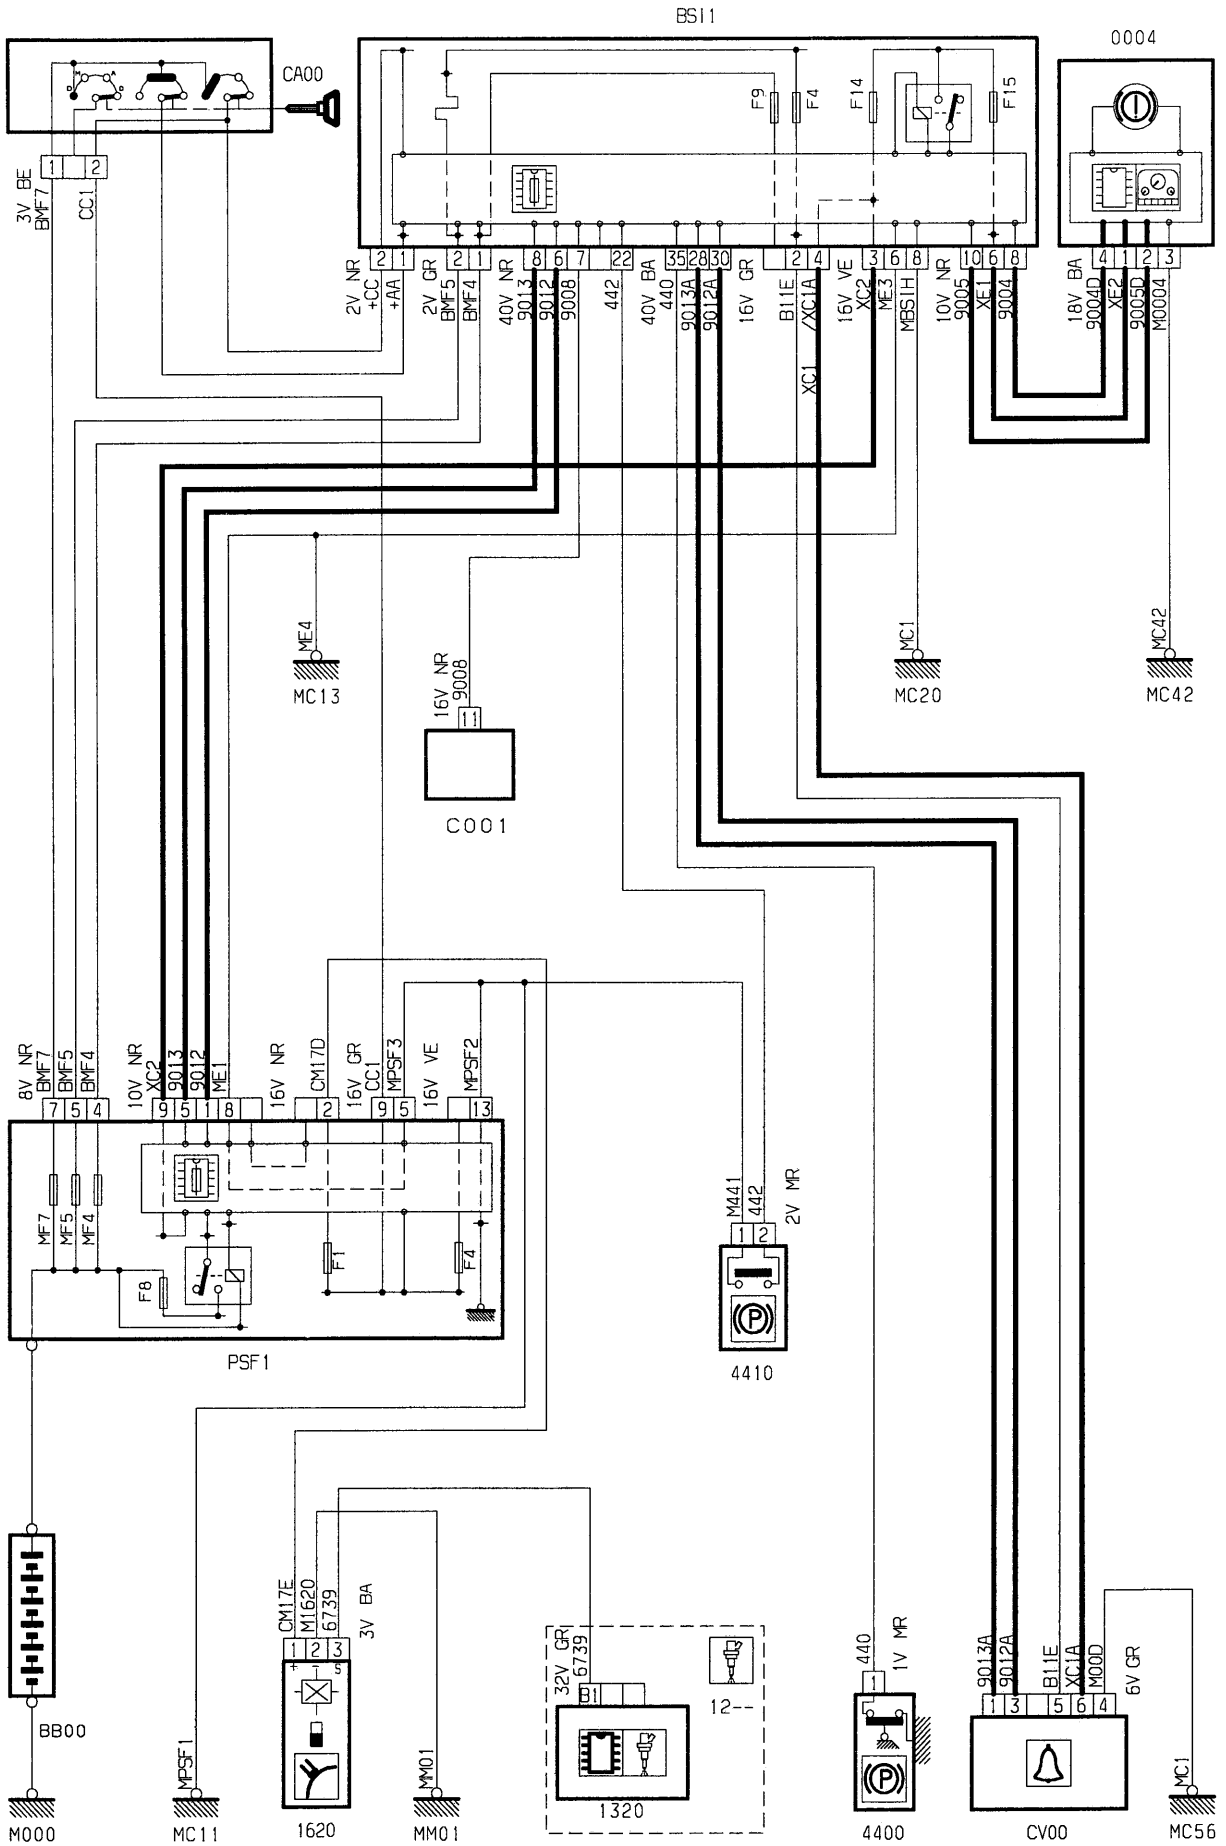 BSI1
0004
CA00
M
A
D
D
F9
F4
F14
F15
1
2
3V BE
BMF7
CC1
2
1
2
1
8
6
7
22
35
28
30
2
4
3
6
8
10
6
8
4
1
2
3
2V NR
+CC
+AA
2V GR
BMF5
BMF4
40V NR
9013
9012
9008
442
40V BA
440
9013A
9012A
16V GR
B11E
/XC1A
XC1
16V VE
XC2
ME3
MBS1H
10V NR
9005
XE1
9004
18V BA
9004D
XE2
9005D
M0004
ME4
MC13
MC1
MC20
MC42
MC42
16V NR
9008
11
C001
8V NR
BMF7
BMF5
BMF4
10V NR
XC2
9013
9012
ME1
16V NR
CM17D
16V GR
CC1
MPSF3
16V VE
MPSF2
7
5
4
9
5
1
8
2
9
5
13
MF7
MF5
MF4
F8
F1
F4
PSF1
M441
442
2V MR
1
2
P
4410
BB00
M000
MPSF1
MC11
CM17E
M1620
6739
3V BA
1
2
3
+
-
S
1620
MM01
MM01
32V GR
6739
B1
12--
1320
440
1V MR
1
P
4400
9013A
9012A
B11E
XC1A
M00D
6V GR
1
3
5
6
4
CV00
MC1
MC56